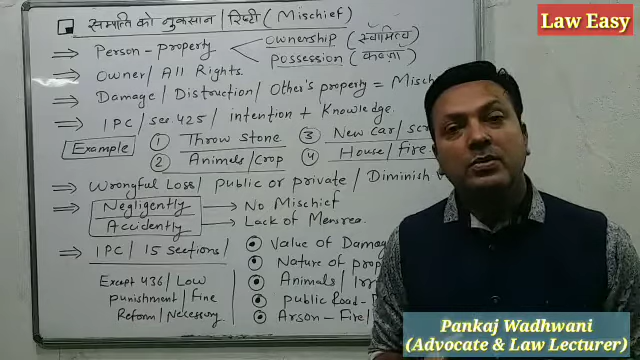 Law Easy
सम्पत्ति को नुकसान / रिष्टी (Mischief)
⇒ Person - property ownership (स्वामित्व)
possession (कब्ज़ा)
⇒ Owner / All Rights.
⇒ Damage / Distruction / Other's property = Misch
⇒ IPC / Sec. 425 / intention + Knowledge.
Example ① Throw stone ③ New car / scr
② Animals / crop ④ House / Fire
⇒ Wrongful Loss / Public or private / Diminish
⇒ Negligently → No Mischief
Accidently → Lack of Mensrea.
⇒ IPC / 15 Sections /
Except 436 / Low
punishment / Fine
Reform / Necessary.
Value of Damag
Nature of prop
Animals / Irr
public Road -
Arson - Fire /
Pankaj Wadhwani
(Advocate & Law Lecturer)